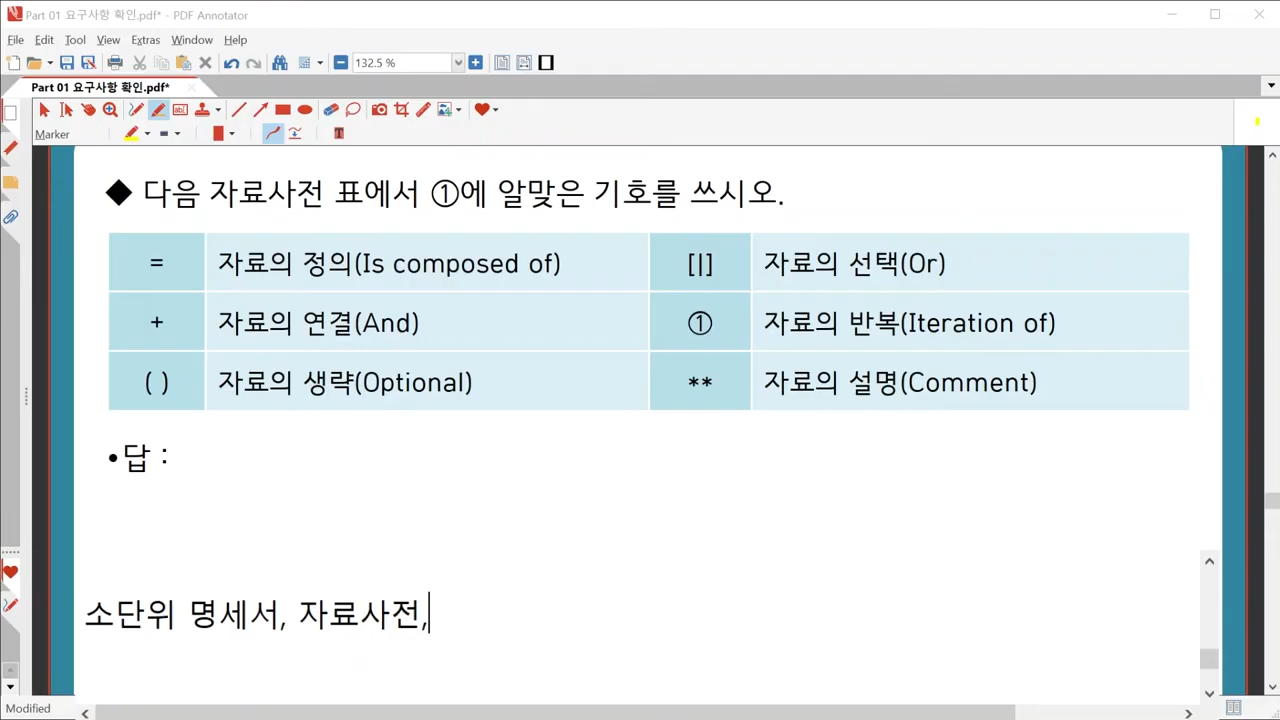 Part 01 요구사항 확인.pdf* - PDF Annotator
File Edit Tool View Extras Window Help
132.5 %
Part 01 요구사항 확인.pdf*
Marker
◆ 다음 자료사전 표에서 ①에 알맞은 기호를 쓰시오.
= 자료의 정의(Is composed of) [|] 자료의 선택(Or)
+ 자료의 연결(And) ① 자료의 반복(Iteration of)
( ) 자료의 생략(Optional) ** 자료의 설명(Comment)
•답 :
소단위 명세서, 자료사전,
Modified